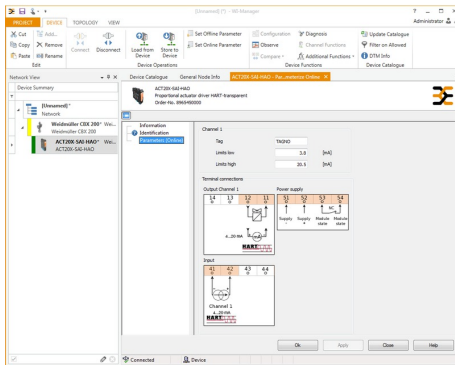 [Unnamed]* - WI-Manager
PROJECT DEVICE TOPOLOGY VIEW
Administrator
Cut Add...
Copy Remove
Paste Rename
Edit
Connect Disconnect
Load from Device
Store to Device
Device Operations
Set Offline Parameter
Set Online Parameter
Configuration
Observe
Compare
Diagnosis
Channel Functions
Additional Functions
Device Functions
Update Catalogue
Filter on Allowed
DTM Info
Device Catalogue
Network View
Device Summary
[Unnamed]*
Network
Weidmüller CBX 200* Wei...
Weidmüller CBX 200
ACT20X-SAI-HAO* Wei...
ACT20X-SAI-HAO
Device Catalogue General Node Info ACT20X-SAI-HAO - Par...metrize Online
ACT20X-SAI-HAO
Proportional actuator driver HART-transparent
Order-No. 8965490000
Information
Identification
Parameters (Online)
Channel 1
Tag TAGNO
Limits low 3.8 [mA]
Limits high 20.5 [mA]
Terminal connections
Output Channel 1 Power supply
14 13 12 11 51 52 53 54
NC
Supply - Supply + Module state Module state
4...20 mA
HART
Input
41 42 43 44
Channel 1
4...20 mA
HART
Ok Apply Close Help
Connected Device